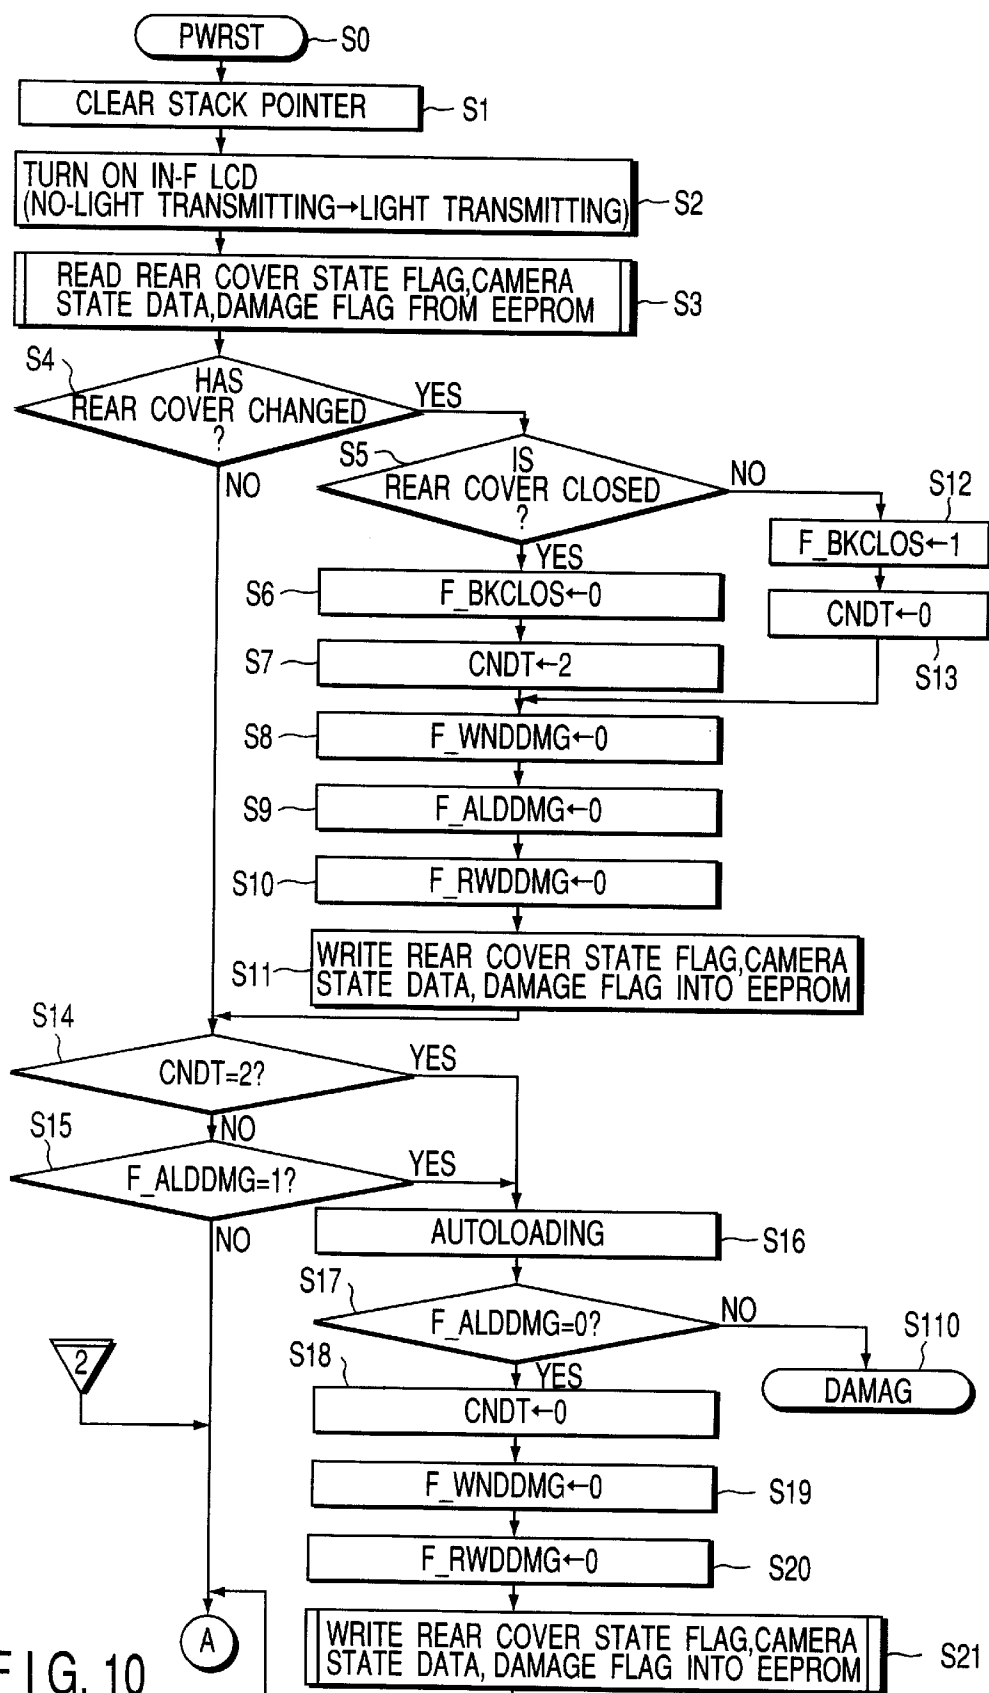 PWRST
S0
CLEAR STACK POINTER
S1
TURN ON IN-F LCD
(NO-LIGHT TRANSMITTING→LIGHT TRANSMITTING)
S2
READ REAR COVER STATE FLAG,CAMERA
STATE DATA,DAMAGE FLAG FROM EEPROM
S3
S4
HAS
REAR COVER CHANGED
?
YES
NO
S5
IS
REAR COVER CLOSED
?
NO
YES
S12
F_BKCLOS←1
S6
F_BKCLOS←0
CNDT←0
S13
S7
CNDT←2
S8
F_WNDDMG←0
S9
F_ALDDMG←0
S10
F_RWDDMG←0
S11
WRITE REAR COVER STATE FLAG,CAMERA
STATE DATA, DAMAGE FLAG INTO EEPROM
S14
CNDT=2?
YES
NO
S15
F_ALDDMG=1?
YES
NO
AUTOLOADING
S16
S17
F_ALDDMG=0?
NO
YES
S110
DAMAG
2
S18
CNDT←0
F_WNDDMG←0
S19
F_RWDDMG←0
S20
A
WRITE REAR COVER STATE FLAG,CAMERA
STATE DATA, DAMAGE FLAG INTO EEPROM
S21
FIG. 10